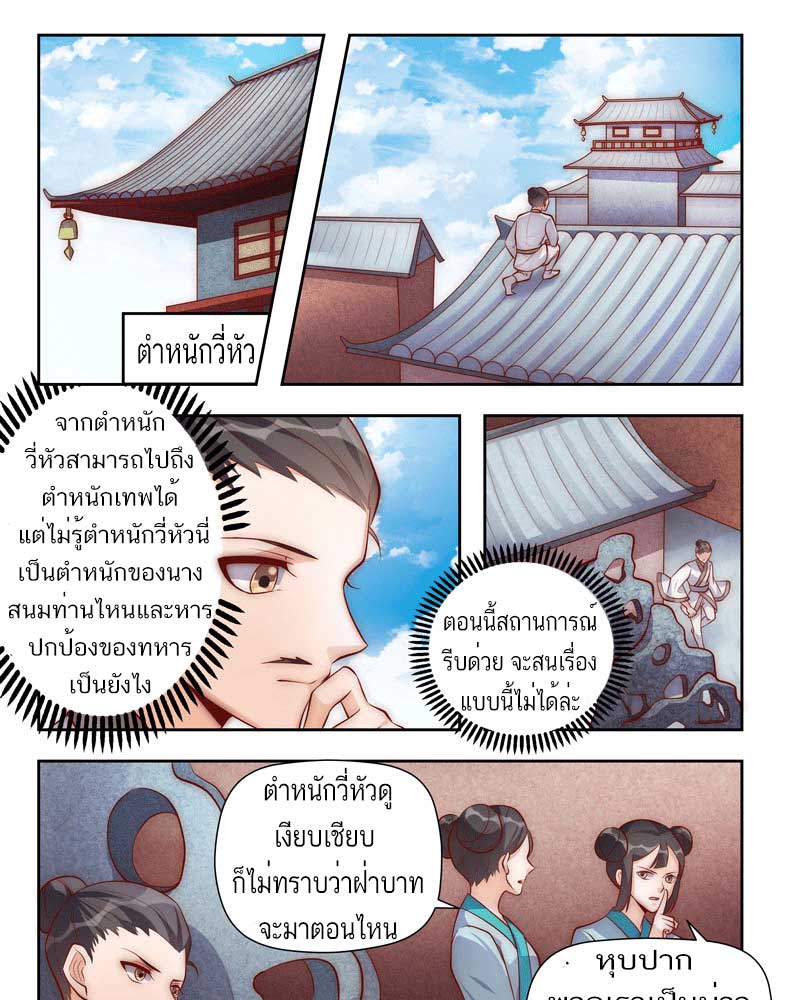 ตำหนักวี่หัว
จากตำหนัก
วี่หัวสามารถไปถึง
ตำหนักเทพได้
แต่ไม่รู้ตำหนักวี่หัวนี่
เป็นตำหนักของนาง
สนมท่านไหนและหาร
ปกป้องของทหาร
เป็นยังไง
ตอนนี้สถานการณ์
รีบด่วย จะสนเรื่อง
แบบนี้ไม่ได้ล่ะ
ตำหนักวี่หัวดู
เงียบเชียบ
ก็ไม่ทราบว่าฝ่าบาท
จะมาตอนไหน
หุบปาก